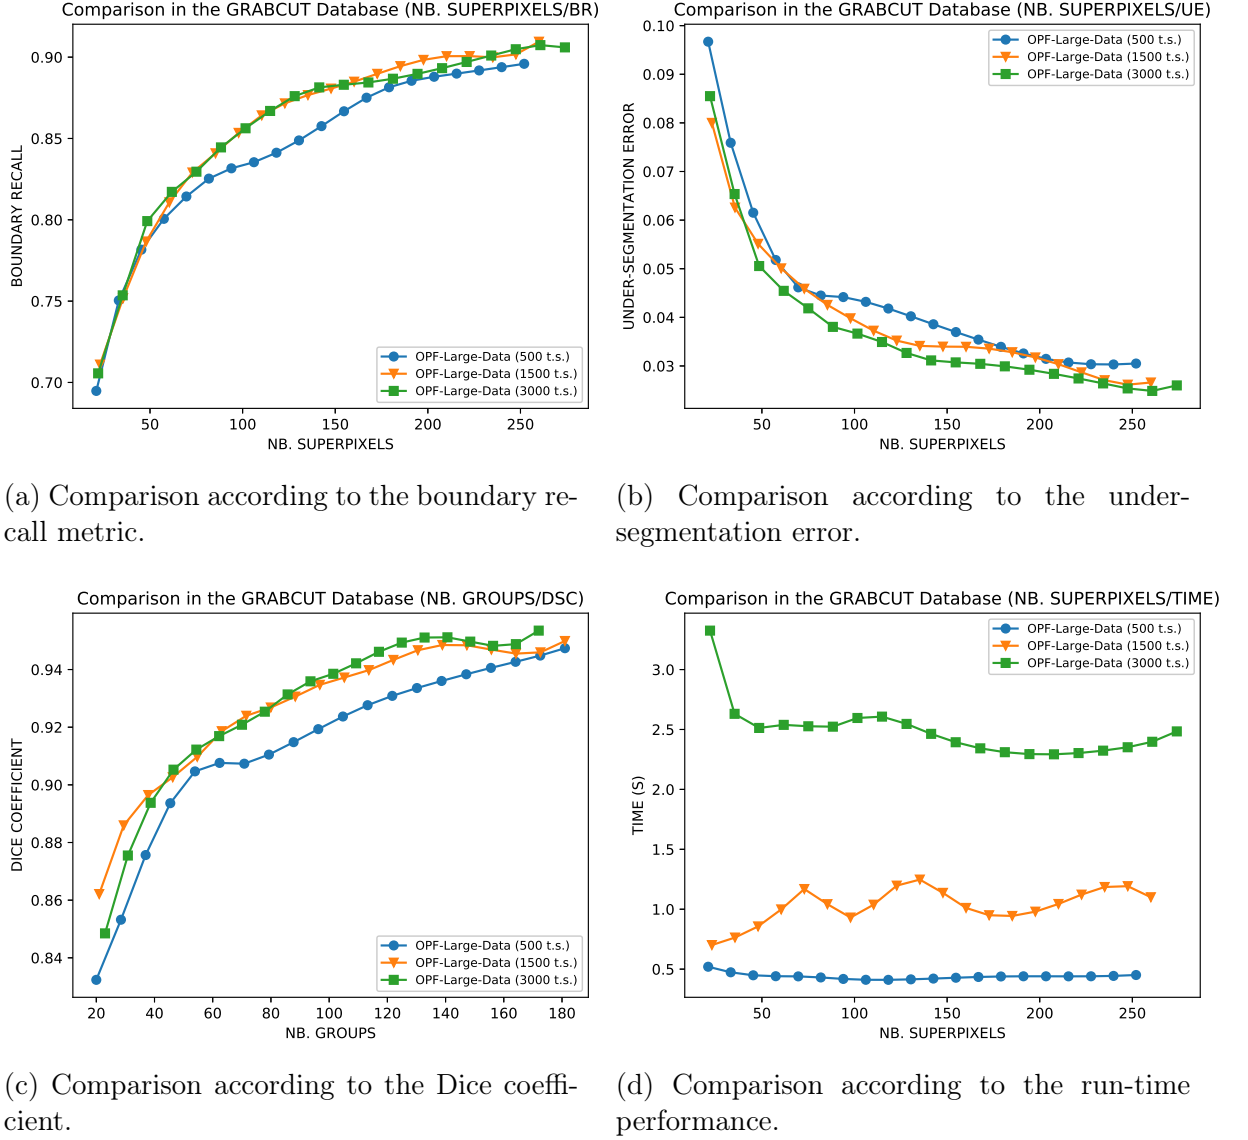 Comparison in the GRABCUT Database (NB. SUPERPIXELS/BR)
0.90
0.85
0.80
0.75
0.70
BOUNDARY RECALL
OPF-Large-Data (500 t.s.)
OPF-Large-Data (1500 t.s.)
OPF-Large-Data (3000 t.s.)
50 100 150 200 250
NB. SUPERPIXELS
(a) Comparison according to the boundary re-
call metric.
Comparison in the GRABCUT Database (NB. SUPERPIXELS/UE)
0.10
0.09
0.08
0.07
0.06
0.05
0.04
0.03
UNDER-SEGMENTATION ERROR
OPF-Large-Data (500 t.s.)
OPF-Large-Data (1500 t.s.)
OPF-Large-Data (3000 t.s.)
50 100 150 200 250
NB. SUPERPIXELS
(b) Comparison according to the under-
segmentation error.
Comparison in the GRABCUT Database (NB. GROUPS/DSC)
0.94
0.92
0.90
0.88
0.86
0.84
DICE COEFFICIENT
OPF-Large-Data (500 t.s.)
OPF-Large-Data (1500 t.s.)
OPF-Large-Data (3000 t.s.)
20 40 60 80 100 120 140 160 180
NB. GROUPS
(c) Comparison according to the Dice coeffi-
cient.
Comparison in the GRABCUT Database (NB. SUPERPIXELS/TIME)
3.0
2.5
2.0
1.5
1.0
0.5
TIME (S)
OPF-Large-Data (500 t.s.)
OPF-Large-Data (1500 t.s.)
OPF-Large-Data (3000 t.s.)
50 100 150 200 250
NB. SUPERPIXELS
(d) Comparison according to the run-time
performance.